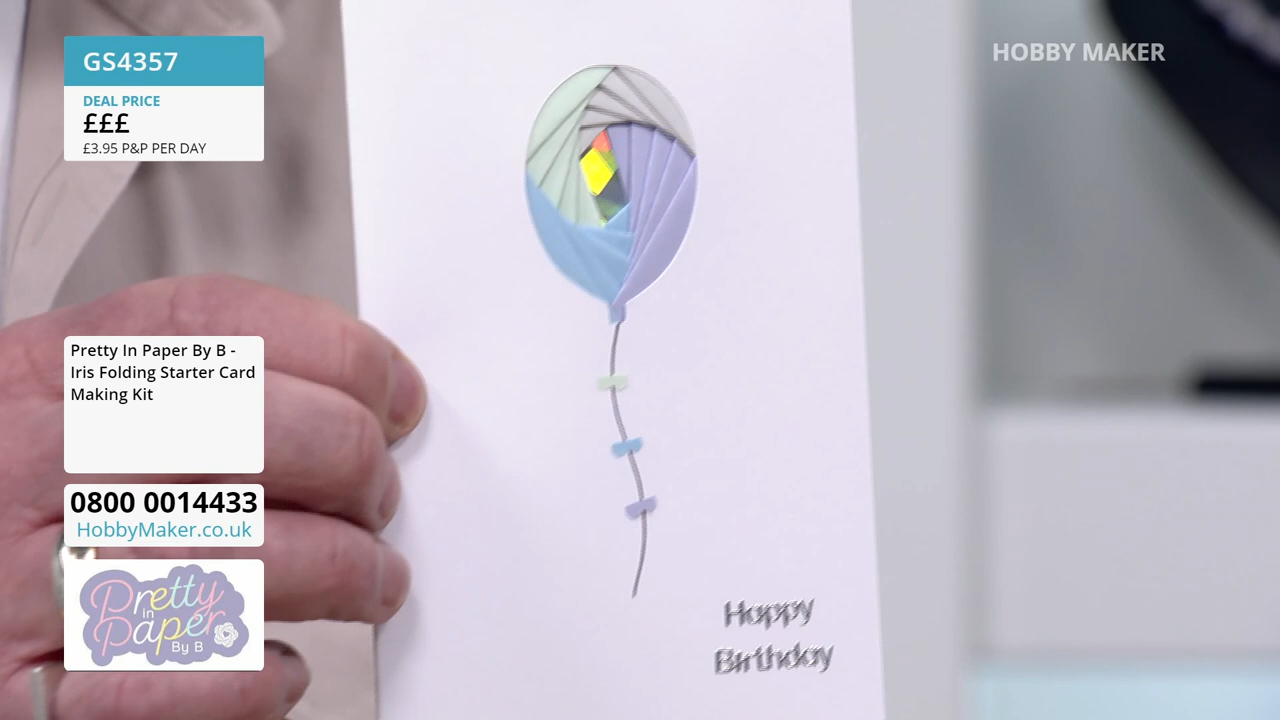 GS4357
DEAL PRICE
£££
£3.95 P&P PER DAY
HOBBY MAKER
Pretty In Paper By B -
Iris Folding Starter Card
Making Kit
0800 0014433
HobbyMaker.co.uk
Pretty
in
Paper
By B
Happy
Birthday